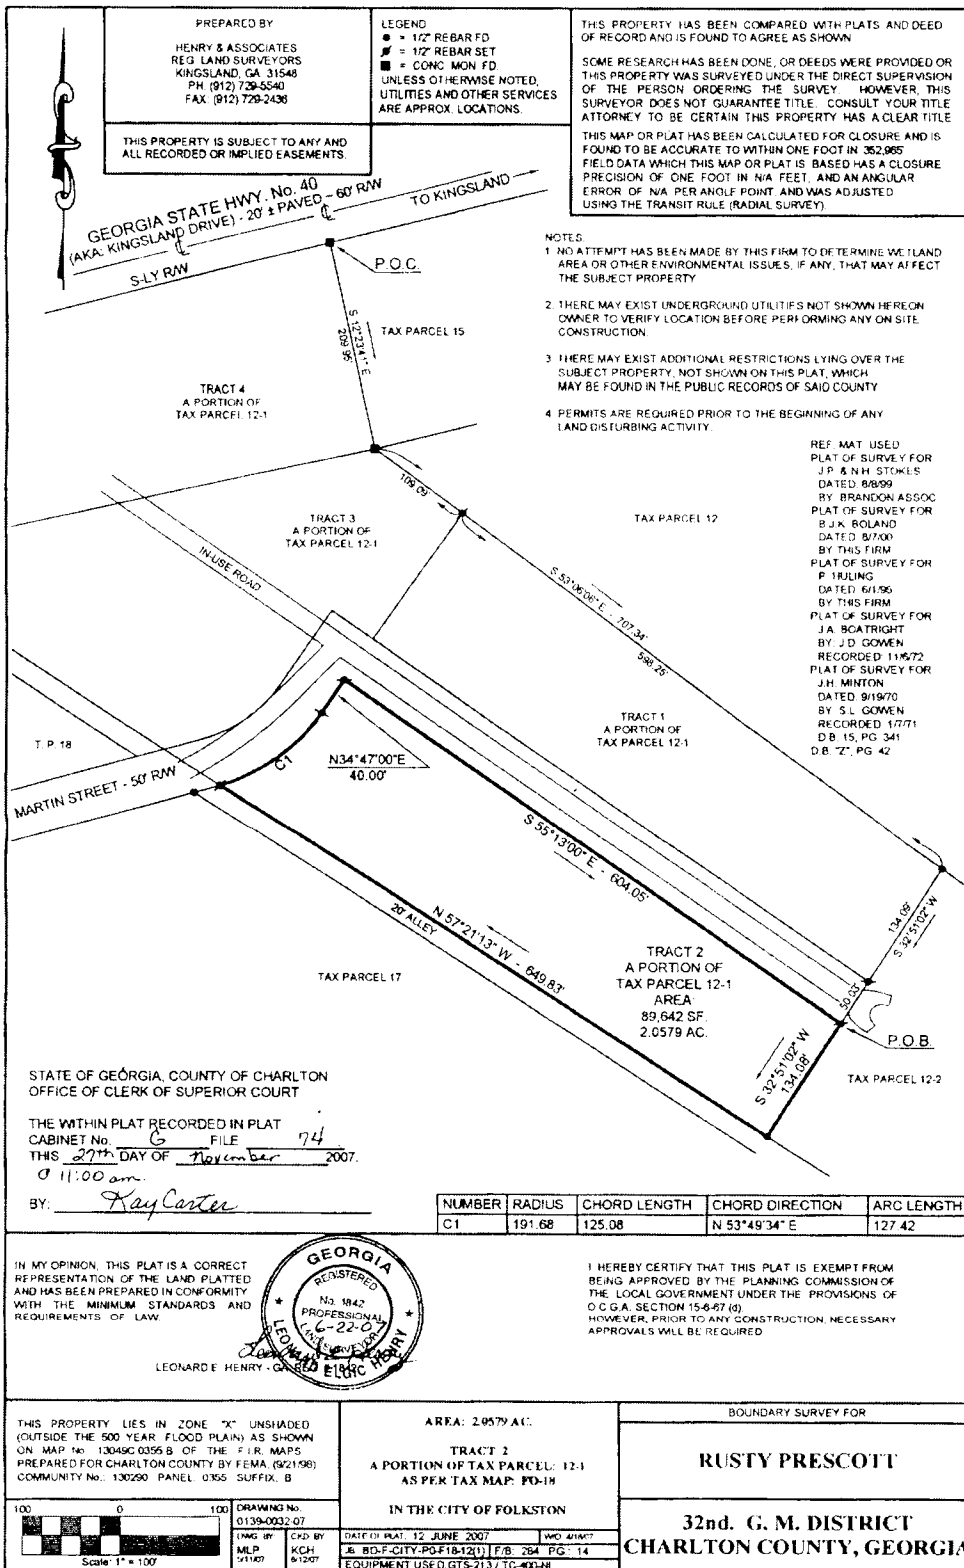 PREPARED BY
HENRY & ASSOCIATES
REG. LAND SURVEYORS
KINGSLAND, GA. 31548
PH. (912) 729-5540
FAX. (912) 729-2436
THIS PROPERTY IS SUBJECT TO ANY AND
ALL RECORDED OR IMPLIED EASEMENTS.
LEGEND
= 1/2" REBAR FD
= 1/2" REBAR SET
= CONC MON FD.
UNLESS OTHERWISE NOTED,
UTILITIES AND OTHER SERVICES
ARE APPROX. LOCATIONS.
THIS PROPERTY HAS BEEN COMPARED WITH PLATS AND DEED
OF RECORD AND IS FOUND TO AGREE AS SHOWN
SOME RESEARCH HAS BEEN DONE, OR DEEDS WERE PROVIDED OR
THIS PROPERTY WAS SURVEYED UNDER THE DIRECT SUPERVISION
OF THE PERSON ORDERING THE SURVEY. HOWEVER, THIS
SURVEYOR DOES NOT GUARANTEE TITLE. CONSULT YOUR TITLE
ATTORNEY TO BE CERTAIN THIS PROPERTY HAS A CLEAR TITLE
THIS MAP OR PLAT HAS BEEN CALCULATED FOR CLOSURE AND IS
FOUND TO BE ACCURATE TO WITHIN ONE FOOT IN 352,965'
FIELD DATA WHICH THIS MAP OR PLAT IS BASED HAS A CLOSURE
PRECISION OF ONE FOOT IN N/A FEET, AND AN ANGULAR
ERROR OF N/A PER ANGLE POINT AND WAS ADJUSTED
USING THE TRANSIT RULE (RADIAL SURVEY).
GEORGIA STATE HWY. No. 40
(AKA: KINGSLAND DRIVE) - 20' ± PAVED - 60' R/W
TO KINGSLAND
S-LY R/W
P.O.C.
S 12°23'41" E
209.95'
TAX PARCEL 15
TRACT 4
A PORTION OF
TAX PARCEL 12-1
NOTES:
1. NO ATTEMPT HAS BEEN MADE BY THIS FIRM TO DETERMINE WETLAND
AREA OR OTHER ENVIRONMENTAL ISSUES, IF ANY, THAT MAY AFFECT
THE SUBJECT PROPERTY
2. THERE MAY EXIST UNDERGROUND UTILITIES NOT SHOWN HEREON
OWNER TO VERIFY LOCATION BEFORE PERFORMING ANY ON SITE
CONSTRUCTION.
3 THERE MAY EXIST ADDITIONAL RESTRICTIONS LYING OVER THE
SUBJECT PROPERTY, NOT SHOWN ON THIS PLAT, WHICH
MAY BE FOUND IN THE PUBLIC RECORDS OF SAID COUNTY
4 PERMITS ARE REQUIRED PRIOR TO THE BEGINNING OF ANY
LAND DISTURBING ACTIVITY.
REF. MAT. USED
PLAT OF SURVEY FOR
J.P. & N.H. STOKES
DATED: 8/8/99
BY: BRANDON ASSOC
PLAT OF SURVEY FOR
B.J.K. BOLAND
DATED: 8/7/00
BY THIS FIRM
PLAT OF SURVEY FOR
P. HULING
DATED: 6/1/95
BY THIS FIRM
PLAT OF SURVEY FOR
J.A. BOATRIGHT
BY: J.D. GOWEN
RECORDED: 11/6/72
PLAT OF SURVEY FOR
J.H. MINTON
DATED: 9/19/70
BY: S.L. GOWEN
RECORDED: 1/7/71
D.B. 15, PG. 341
D.B. "Z", PG. 42
109.09'
TRACT 3
A PORTION OF
TAX PARCEL 12-1
TAX PARCEL 12
IN-USE ROAD
S 53°06'06" E - 707.34'
598.25'
TRACT 1
A PORTION OF
TAX PARCEL 12-1
T. P. 18
MARTIN STREET - 50' R/W
C1
N34°47'00"E
40.00'
S 55°13'00" E - 604.05'
134.09'
S 32°51'02" W
N 57°21'13" W - 649.83'
20' ALLEY
TAX PARCEL 17
TRACT 2
A PORTION OF
TAX PARCEL 12-1
AREA:
89,642 SF.
2.0579 AC.
50.03'
P.O.B.
S 32°51'02" W
134.08'
TAX PARCEL 12-2
STATE OF GEORGIA, COUNTY OF CHARLTON
OFFICE OF CLERK OF SUPERIOR COURT
THE WITHIN PLAT RECORDED IN PLAT
CABINET No. G FILE 74
THIS 27th DAY OF November 2007.
@ 11:00 am.
BY: Kay Carter
NUMBER RADIUS CHORD LENGTH CHORD DIRECTION ARC LENGTH
C1 191.68 125.08 N 53°49'34" E 127.42
IN MY OPINION, THIS PLAT IS A CORRECT
REPRESENTATION OF THE LAND PLATTED
AND HAS BEEN PREPARED IN CONFORMITY
WITH THE MINIMUM STANDARDS AND
REQUIREMENTS OF LAW.
GEORGIA
REGISTERED
No. 1842
PROFESSIONAL
6-22-07
LAND SURVEYOR
LEONARD ELGIC HENRY
LEONARD E. HENRY - GA.
I HEREBY CERTIFY THAT THIS PLAT IS EXEMPT FROM
BEING APPROVED BY THE PLANNING COMMISSION OF
THE LOCAL GOVERNMENT UNDER THE PROVISIONS OF
O.C.G.A. SECTION 15-6-67 (d).
HOWEVER, PRIOR TO ANY CONSTRUCTION, NECESSARY
APPROVALS WILL BE REQUIRED
THIS PROPERTY LIES IN ZONE "X" UNSHADED
(OUTSIDE THE 500 YEAR FLOOD PLAIN) AS SHOWN
ON MAP No. 13049C 0355 B OF THE F.I.R. MAPS
PREPARED FOR CHARLTON COUNTY BY FEMA. (9/21/98)
COMMUNITY No.: 130290 PANEL: 0355 SUFFIX: B
100 0 100
Scale: 1" = 100'
DRAWING No.
0139-0032-07
DWG. BY CKD BY
MLP KCH
5/11/07 6/12/07
AREA: 2.0579 AC.
TRACT 2
A PORTION OF TAX PARCEL: 12-1
AS PER TAX MAP: FO-18
IN THE CITY OF FOLKSTON
DATE OF PLAT: 12 JUNE 2007
F/B: 284 PG: 14
EQUIPMENT USED GTS-213 /
BOUNDARY SURVEY FOR
RUSTY PRESCOTT
32nd. G. M. DISTRICT
CHARLTON COUNTY, GEORGIA